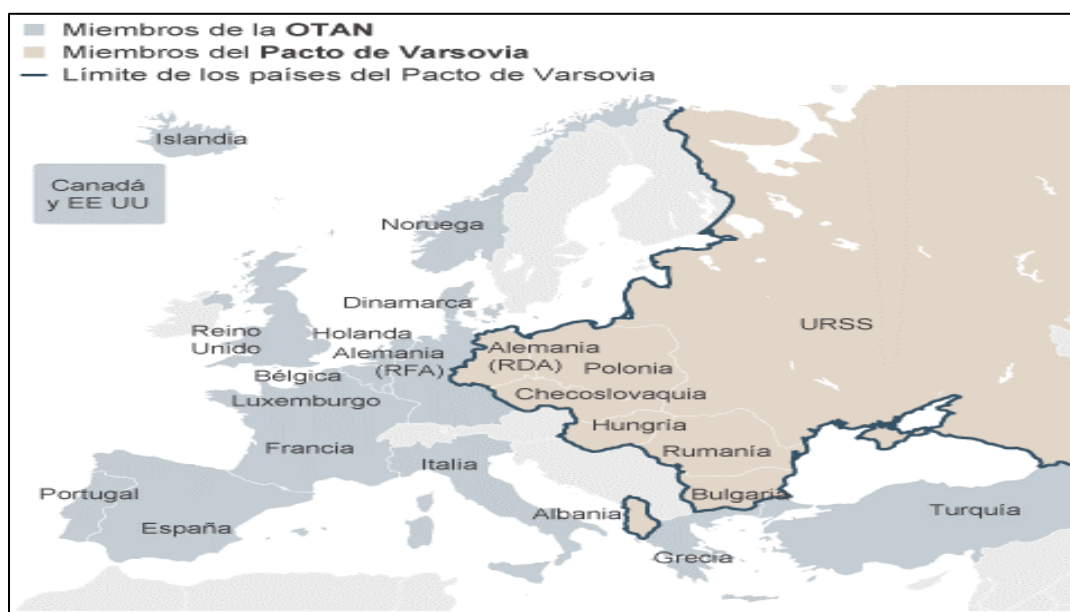 Miembros de la OTAN
Miembros del Pacto de Varsovia
Límite de los países del Pacto de Varsovia
Islandia
Canadá
y EE UU
Noruega
Dinamarca
Reino
Unido
Holanda
Alemania
(RFA)
Alemania
(RDA)
Polonia
URSS
Bélgica
Luxemburgo
Checoslovaquia
Hungría
Francia
Italia
Rumanía
Portugal
España
Albania
Bulgaria
Grecia
Turquía